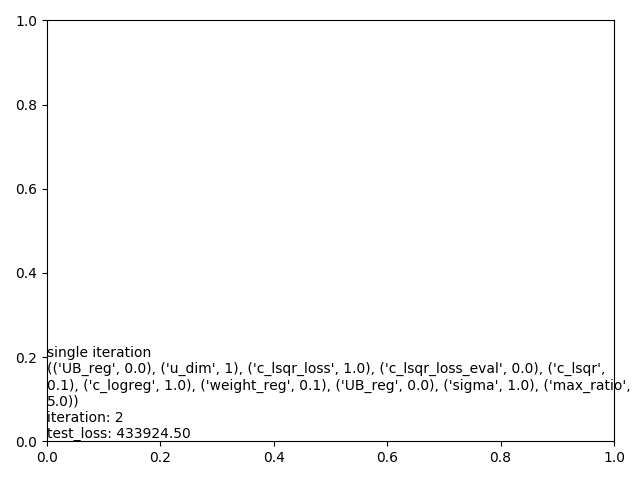 1.0
0.8
0.6
0.4
0.2
0.0
single iteration
(('UB_reg', 0.0), ('u_dim', 1), ('c_lsqr_loss', 1.0), ('c_lsqr_loss_eval', 0.0), ('c_lsqr',
0.1), ('c_logreg', 1.0), ('weight_reg', 0.1), ('UB_reg', 0.0), ('sigma', 1.0), ('max_ratio',
5.0))
iteration: 2
test_loss: 433924.50
0.0 0.2 0.4 0.6 0.8 1.0